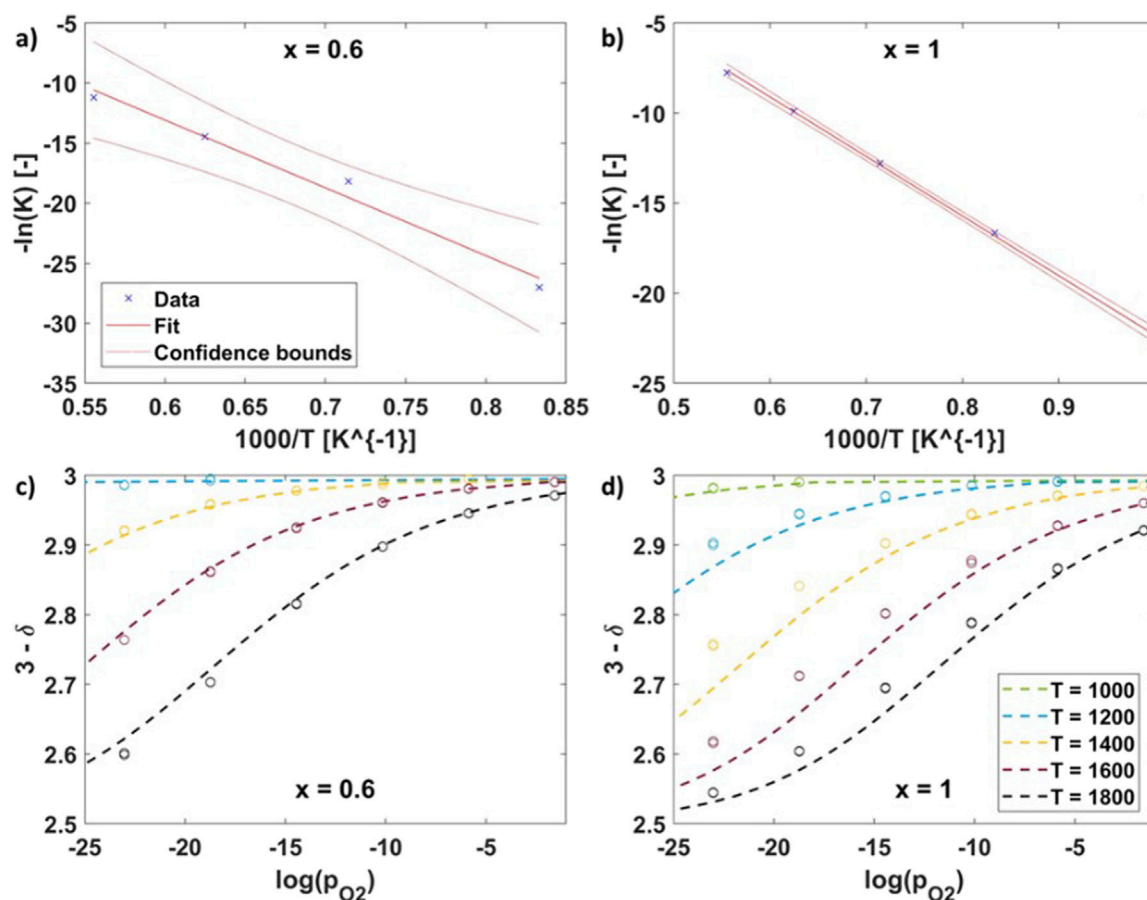 a)
x = 0.6
-5
-10
-15
-20
-25
-30
-35
-ln(K) [-]
Data
Fit
Confidence bounds
0.55 0.6 0.65 0.7 0.75 0.8 0.85
1000/T [K^{-1}]
b)
x = 1
-5
-10
-15
-20
-25
-ln(K) [-]
0.5 0.6 0.7 0.8 0.9
1000/T [K^{-1}]
c)
3
2.9
2.8
2.7
2.6
2.5
3 - δ
x = 0.6
-25 -20 -15 -10 -5
log(p_{O2})
d)
3
2.9
2.8
2.7
2.6
2.5
3 - δ
x = 1
T = 1000
T = 1200
T = 1400
T = 1600
T = 1800
-25 -20 -15 -10 -5
log(p_{O2})